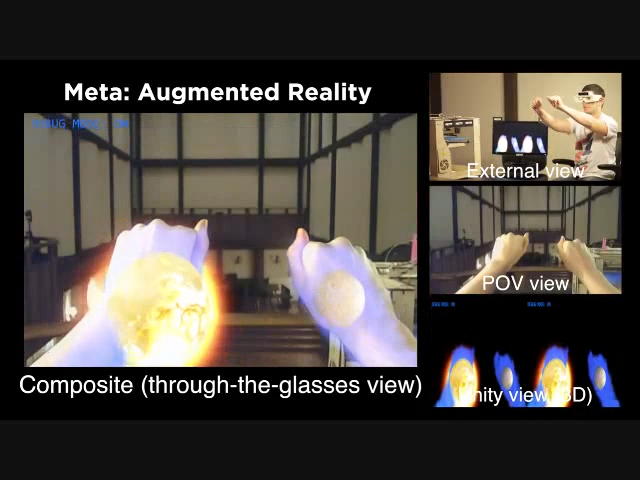 Meta: Augmented Reality
External view
POV view
Unity view (3D)
Composite (through-the-glasses view)